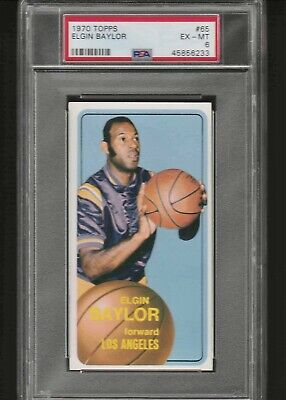 1970 TOPPS #65
ELGIN BAYLOR EX-MT
PSA 6
45856233
ELGIN
BAYLOR
forward
LOS ANGELES